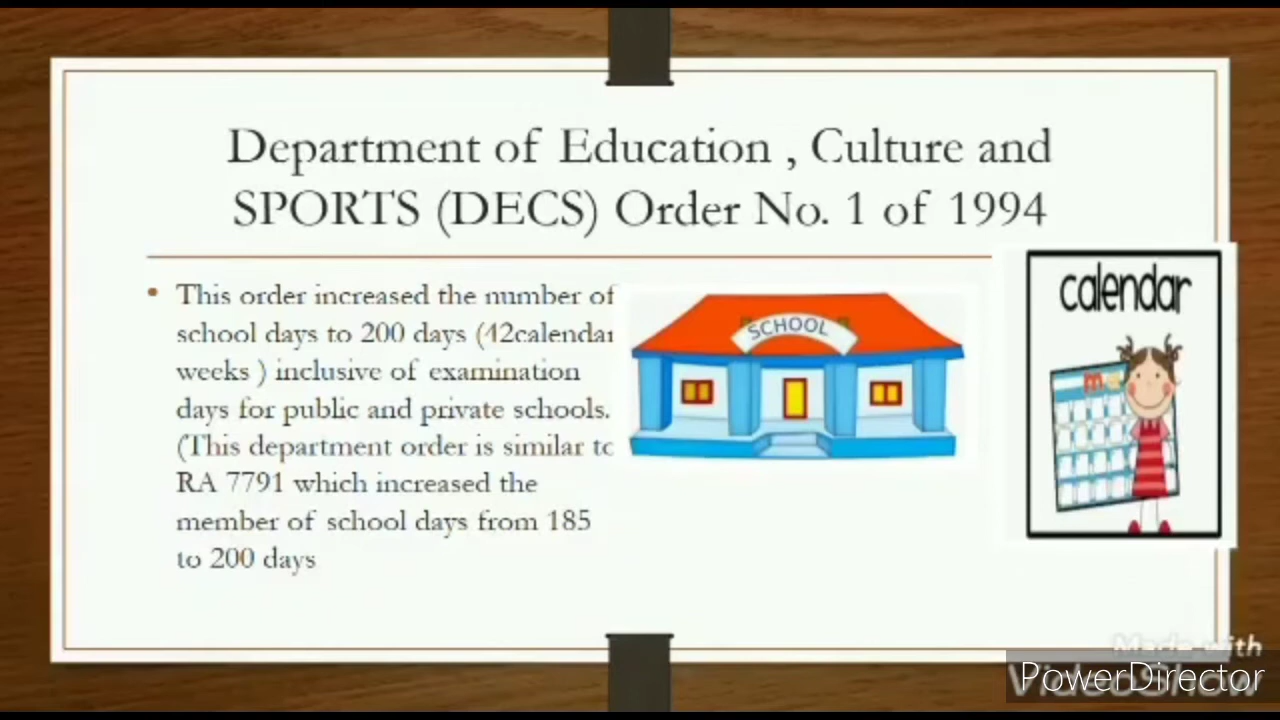 Department of Education , Culture and
SPORTS (DECS) Order No. 1 of 1994
• This order increased the number of
school days to 200 days (42calendar
weeks ) inclusive of examination
days for public and private schools.
(This department order is similar to
RA 7791 which increased the
member of school days from 185
to 200 days
SCHOOL
calendar
Made with
VideoShow
PowerDirector